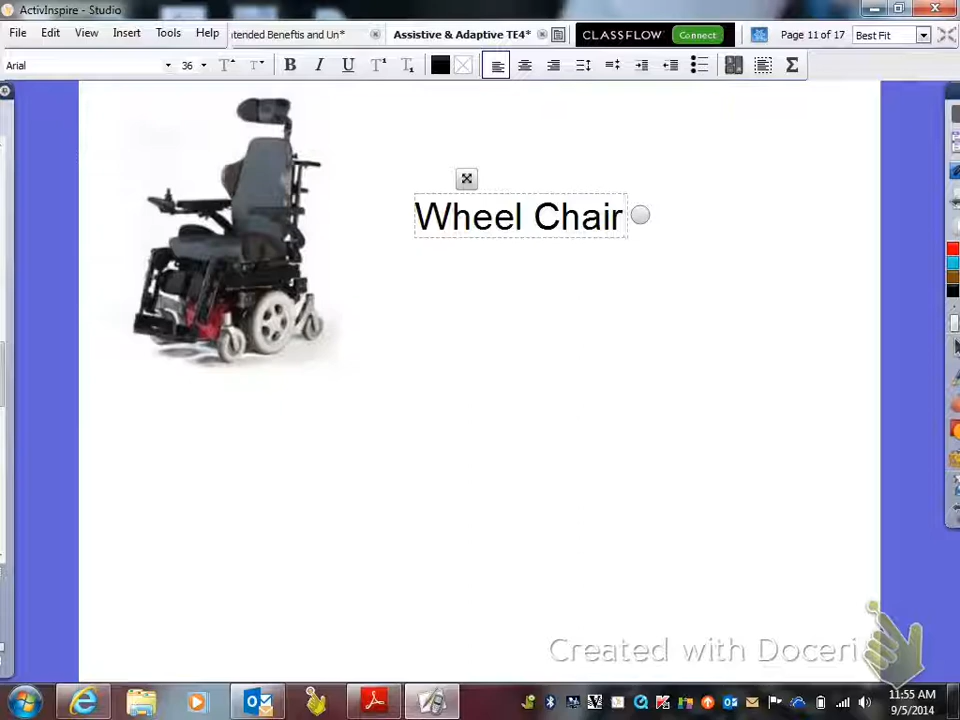 ActivInspire - Studio
File Edit View Insert Tools Help
tended Beneftis and Un*
Assistive & Adaptive TE4*
CLASSFLOW
Connect
Page 11 of 17
Best Fit
Arial
36
B I U
Wheel Chair
Created with Doceri
11:55 AM
9/5/2014